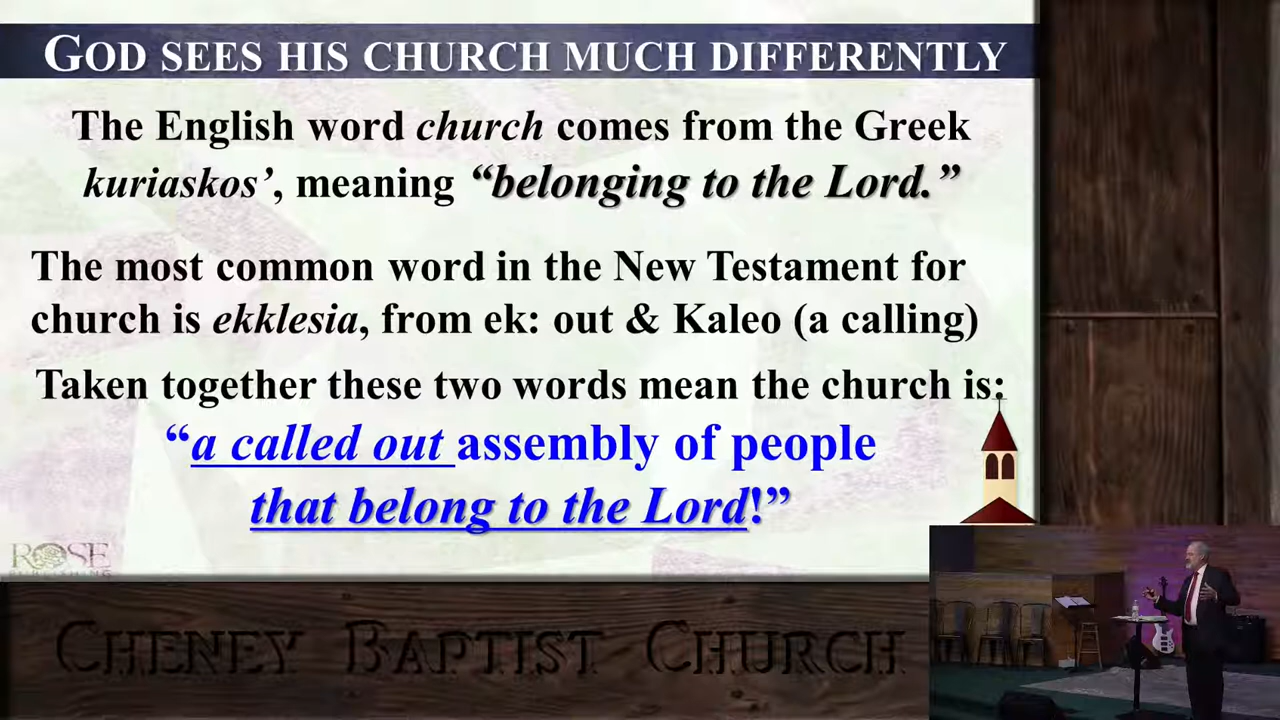 GOD SEES HIS CHURCH MUCH DIFFERENTLY
The English word church comes from the Greek
kuriaskos’, meaning “belonging to the Lord.”
The most common word in the New Testament for
church is ekklesia, from ek: out & Kaleo (a calling)
Taken together these two words mean the church is:
“a called out assembly of people
that belong to the Lord!”
ROSE
CHENEY BAPTIST CHURCH